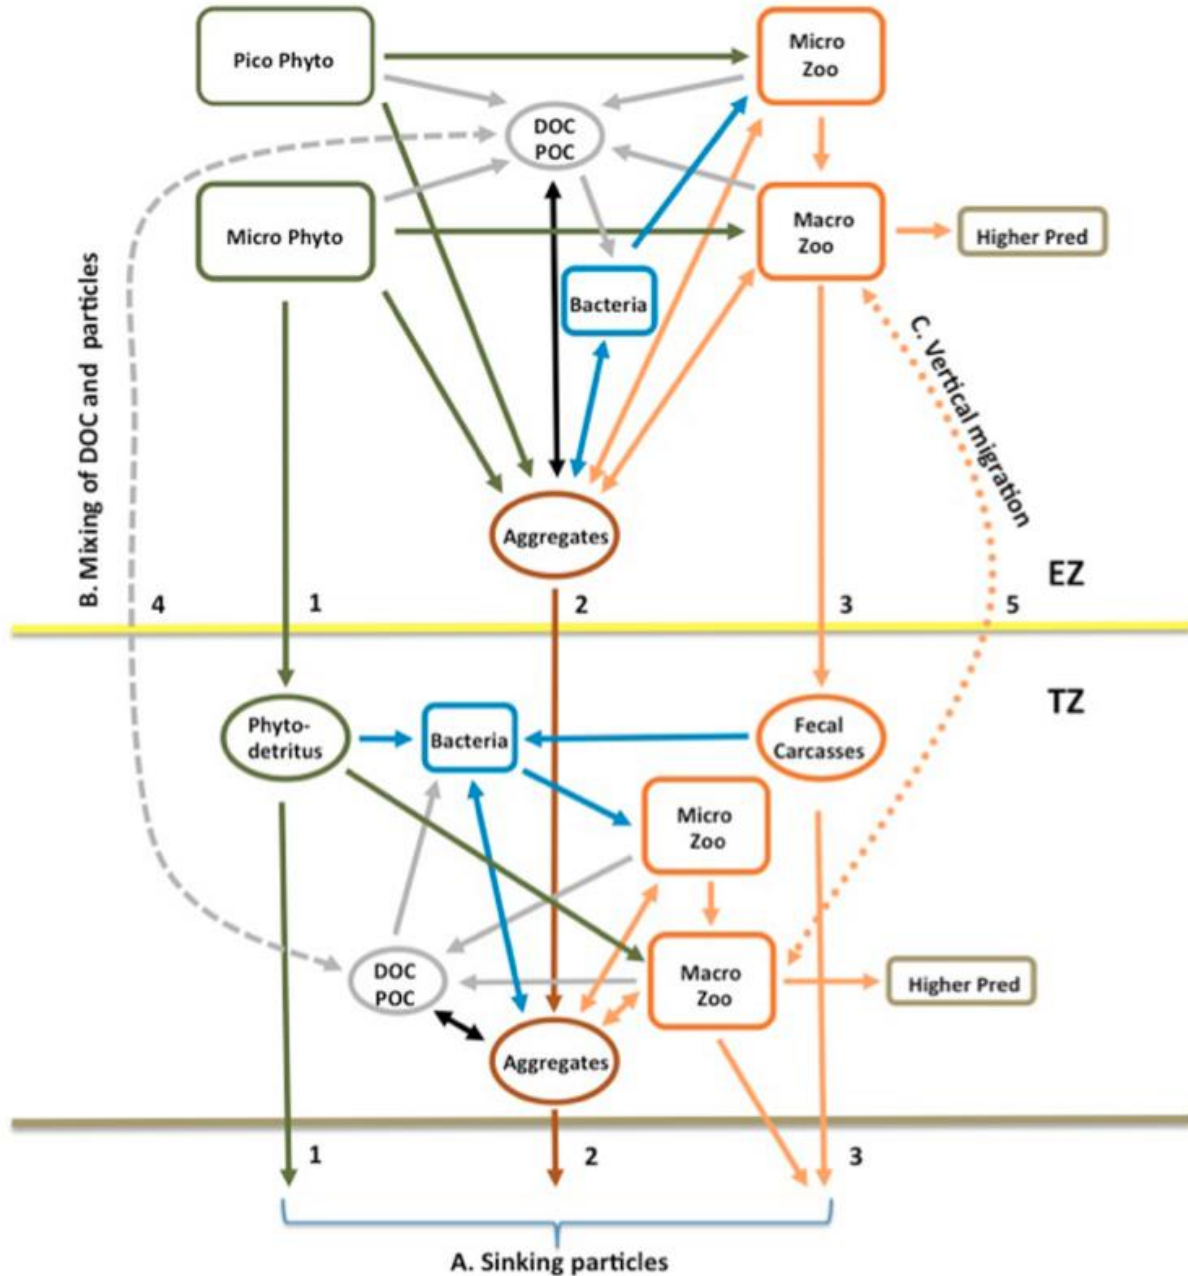 Pico Phyto
Micro
Zoo
DOC
POC
Micro Phyto
Macro
Zoo
Higher Pred
Bacteria
B. Mixing of DOC and particles
C. Vertical migration
Aggregates
EZ
4
1
2
3
5
TZ
Phyto-
detritus
Bacteria
Fecal
Carcasses
Micro
Zoo
DOC
POC
Macro
Zoo
Higher Pred
Aggregates
1
2
3
A. Sinking particles